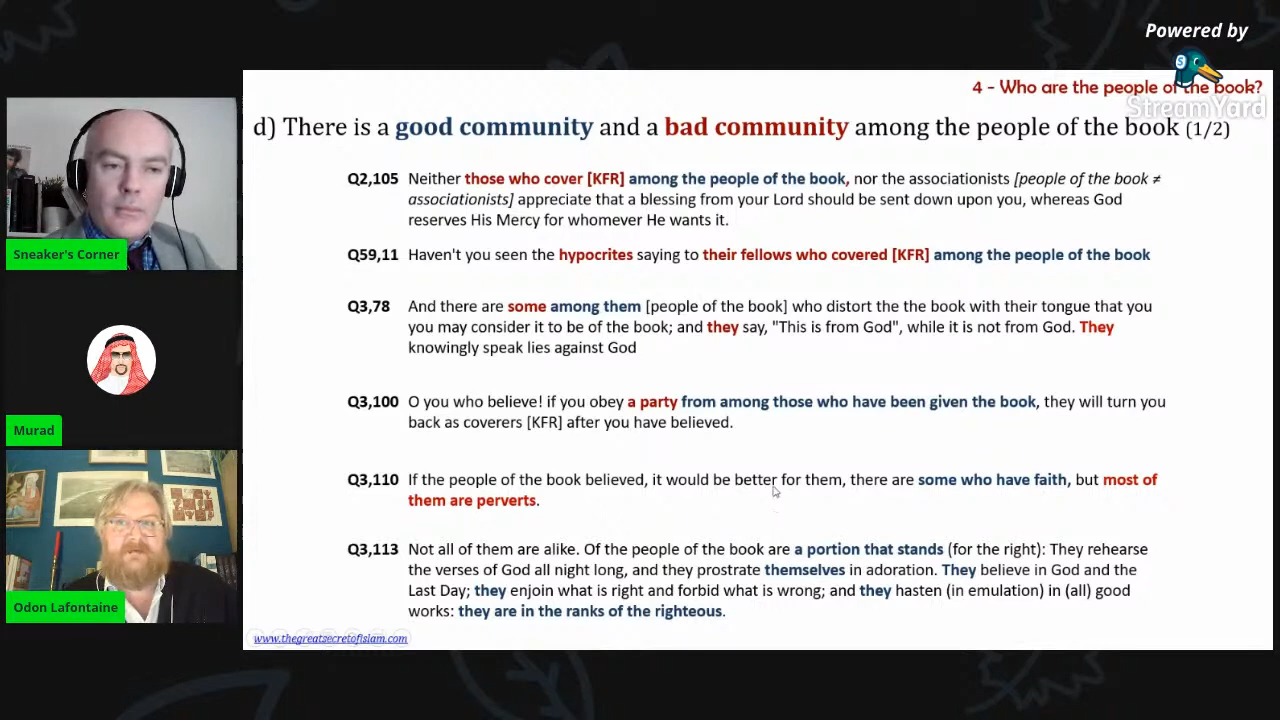 Powered by
StreamYard
4 - Who are the people of the book?
d) There is a good community and a bad community among the people of the book (1/2)
Q2,105 Neither those who cover [KFR] among the people of the book, nor the associationists [people of the book ≠
associationists] appreciate that a blessing from your Lord should be sent down upon you, whereas God
reserves His Mercy for whomever He wants it.
Q59,11 Haven't you seen the hypocrites saying to their fellows who covered [KFR] among the people of the book
Q3,78 And there are some among them [people of the book] who distort the the book with their tongue that you
you may consider it to be of the book; and they say, "This is from God", while it is not from God. They
knowingly speak lies against God
Q3,100 O you who believe! if you obey a party from among those who have been given the book, they will turn you
back as coverers [KFR] after you have believed.
Q3,110 If the people of the book believed, it would be better for them, there are some who have faith, but most of
them are perverts.
Q3,113 Not all of them are alike. Of the people of the book are a portion that stands (for the right): They rehearse
the verses of God all night long, and they prostrate themselves in adoration. They believe in God and the
Last Day; they enjoin what is right and forbid what is wrong; and they hasten (in emulation) in (all) good
works: they are in the ranks of the righteous.
www.thegreatsecretofislam.com
Sneaker's Corner
Murad
Odon Lafontaine